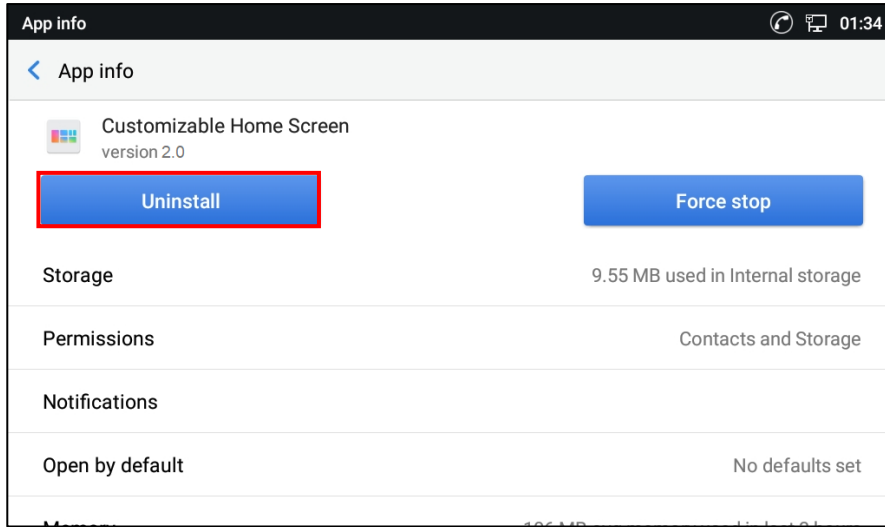 App info 01:34
App info
Customizable Home Screen
version 2.0
Uninstall Force stop
Storage 9.55 MB used in Internal storage
Permissions Contacts and Storage
Notifications
Open by default No defaults set